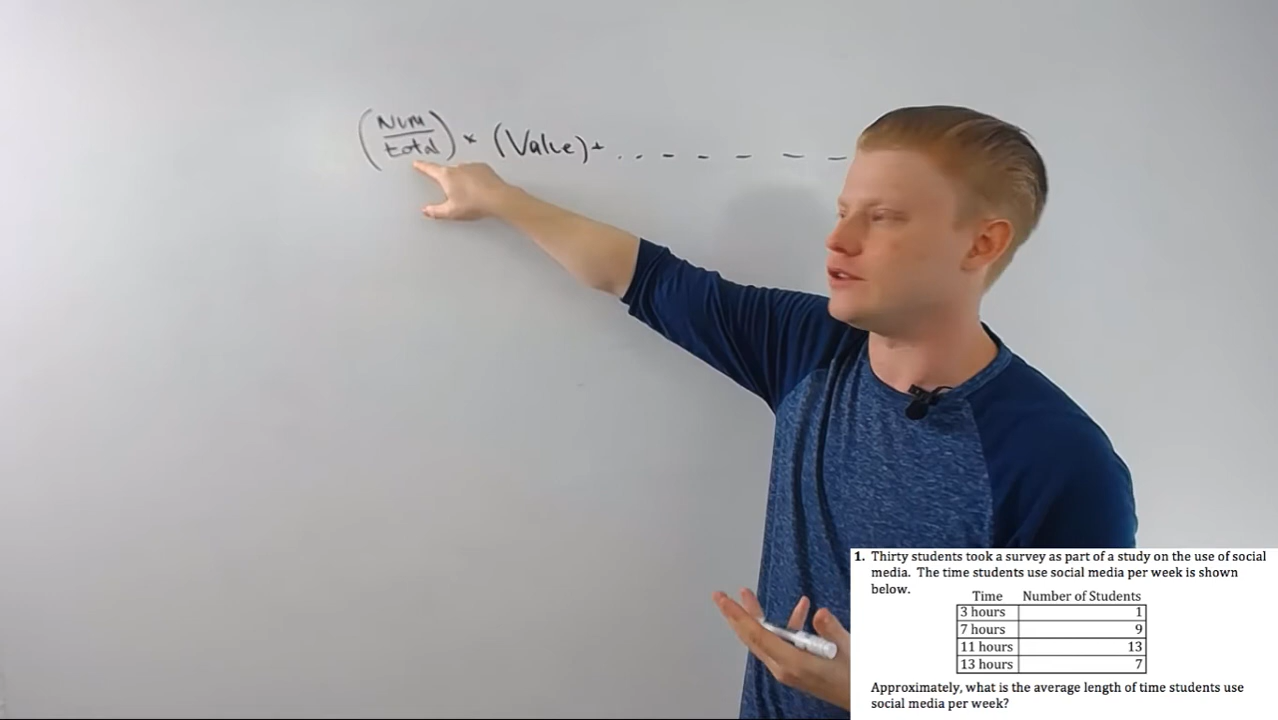 (Num/total) * (Value) + . . - - - - -
1. Thirty students took a survey as part of a study on the use of social
media. The time students use social media per week is shown
below.
Time Number of Students
3 hours 1
7 hours 9
11 hours 13
13 hours 7
Approximately, what is the average length of time students use
social media per week?